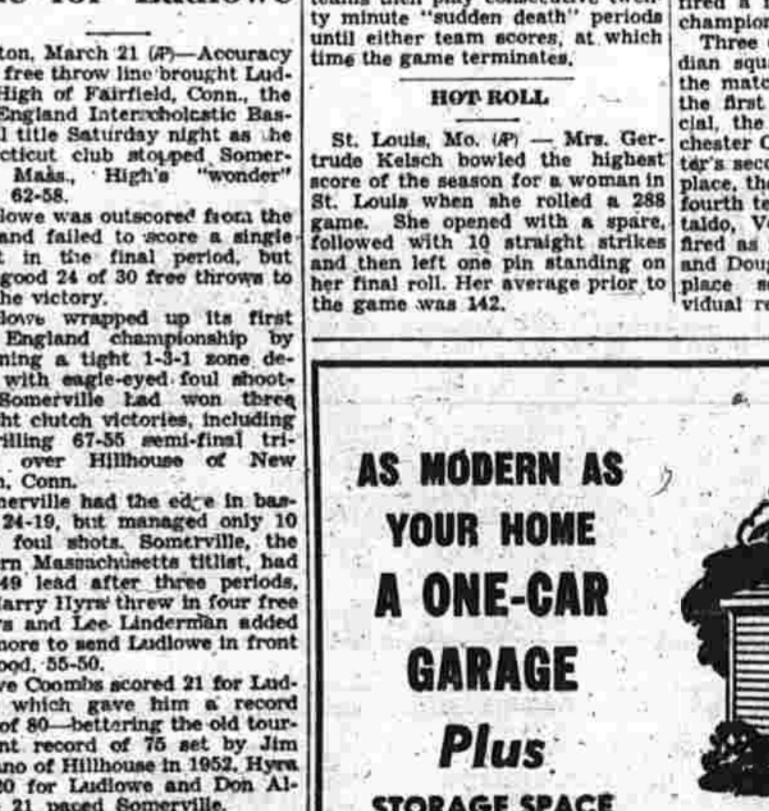 ton, March 21 (AP)—Accuracy
free throw line brought Lud-
High of Fairfield, Conn., the
England Interscholastic Bas-
l title Saturday night as the
cticut club stopped Somer-
Mass., High's "wonder"
62-58.
lowe was outscored from the
and failed to score a single
t in the final period, but
good 24 of 30 free throws to
he victory.
lowe wrapped up its first
England championship by
ning a tight 1-3-1 zone de-
with eagle-eyed foul shoot-
Somerville had won three
ht clutch victories, including
rilling 67-55 semi-final tri-
over Hillhouse of New
n, Conn.
nerville had the edge in bas-
24-19, but managed only 10
foul shots. Somerville, the
rn Massachusetts titlist, had
49 lead after three periods,
Harry Hyra threw in four free
s and Lee Linderman added
more to send Ludlowe in front
ood, 55-50.
ve Coombs scored 21 for Lud-
which gave him a record
of 80—bettering the old tour-
nt record of 75 set by Jim
ano of Hillhouse in 1952. Hyra
20 for Ludlowe and Don Al-
21 paced Somerville.
ty minute "sudden death" periods
until either team scores, at which
time the game terminates.
HOT ROLL
St. Louis, Mo. (AP) — Mrs. Ger-
trude Kelsch bowled the highest
score of the season for a woman in
St. Louis when she rolled a 288
game. She opened with a spare,
followed with 10 straight strikes
and then left one pin standing on
her final roll. Her average prior to
the game was 142.
champion
Three
dian squa
the matc
the first
cial, the
chester C
ter's seco
place, the
fourth te
taldo, V
fired as
and Doug
place se
vidual re
AS MODERN AS
YOUR HOME
A ONE-CAR
GARAGE
Plus
STORAGE SPACE